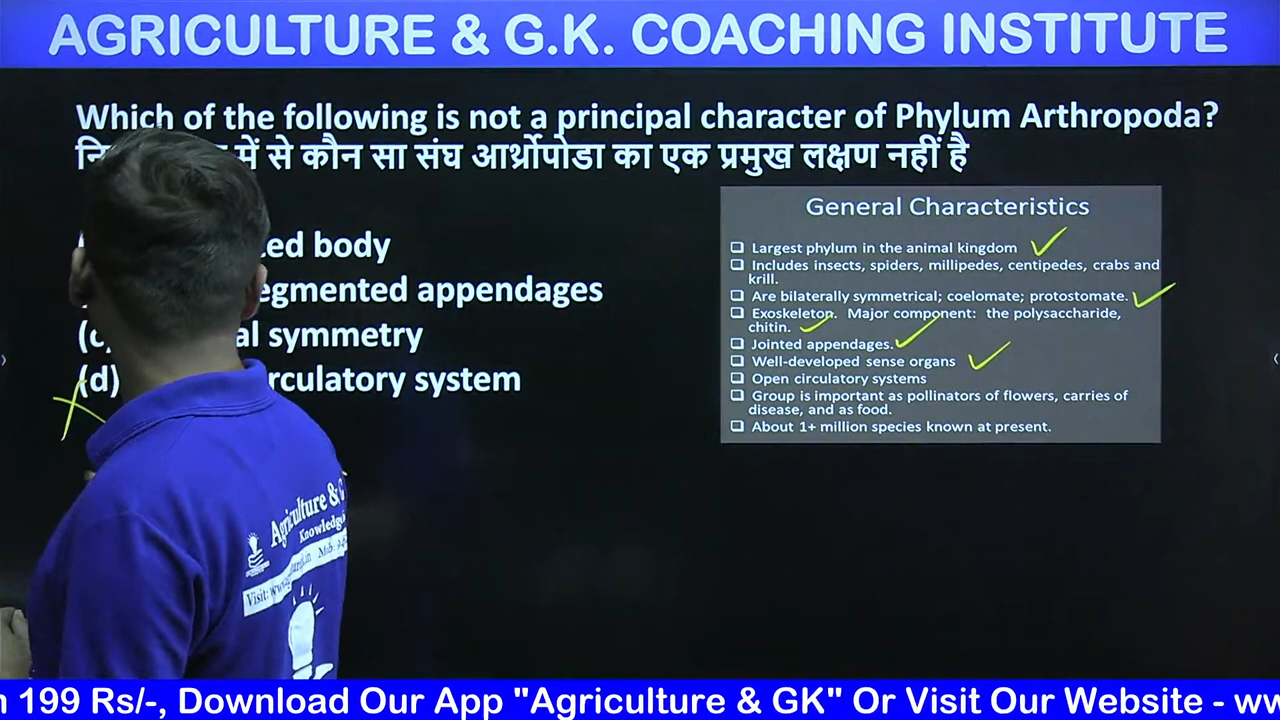 AGRICULTURE & G.K. COACHING INSTITUTE
Which of the following is not a principal character of Phylum Arthropoda?
में से कौन सा संघ आर्थ्रोपोडा का एक प्रमुख लक्षण नहीं है
body
appendages
symmetry
(d) system
General Characteristics
Largest phylum in the animal kingdom
Includes insects, spiders, millipedes, centipedes, crabs and
krill.
Are bilaterally symmetrical; coelomate; protostomate.
Exoskeleton. Major component: the polysaccharide,
chitin.
Jointed appendages.
Well-developed sense organs
Open circulatory systems
Group is important as pollinators of flowers, carries of
disease, and as food.
About 1+ million species known at present.
Agriculture &
Knowledge
Visit:
199 Rs/-, Download Our App "Agriculture & GK" Or Visit Our Website -